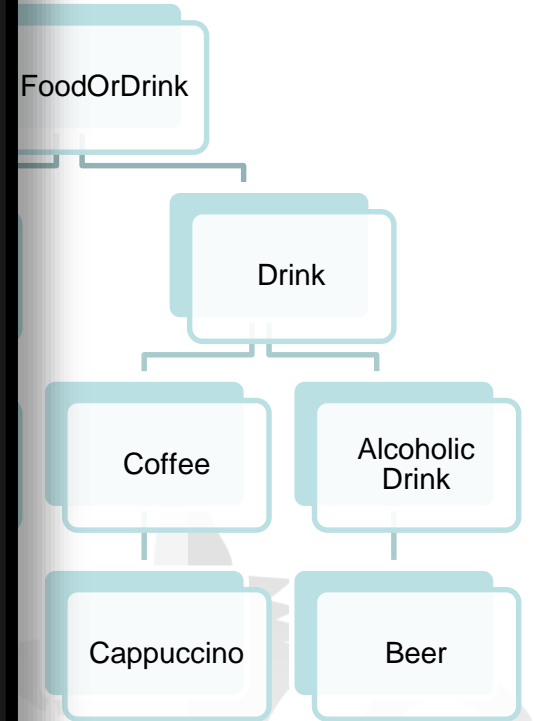 FoodOrDrink
Drink
Coffee
Alcoholic
Drink
Cappuccino
Beer